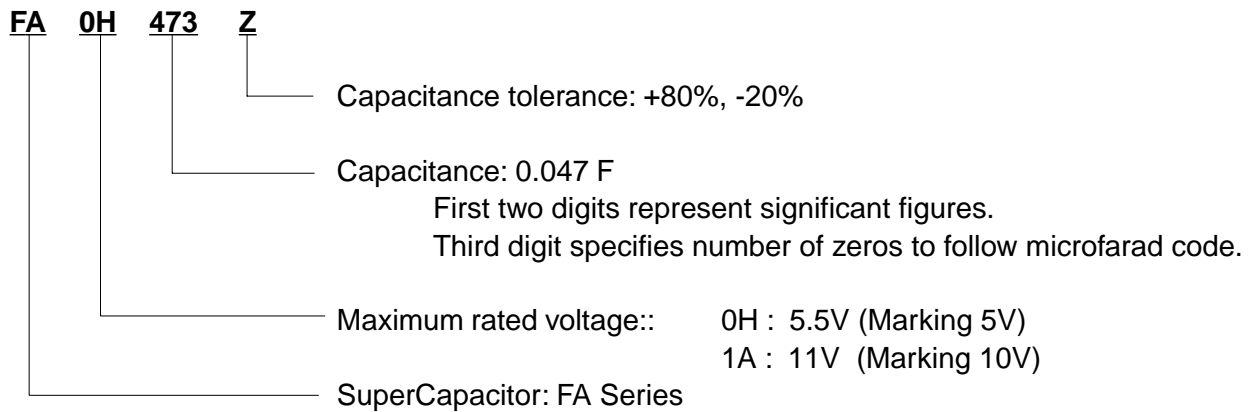 FA 0H 473 Z
Capacitance tolerance: +80%, -20%
Capacitance: 0.047 F
First two digits represent significant figures.
Third digit specifies number of zeros to follow microfarad code.
Maximum rated voltage:: 0H : 5.5V (Marking 5V)
1A : 11V (Marking 10V)
SuperCapacitor: FA Series